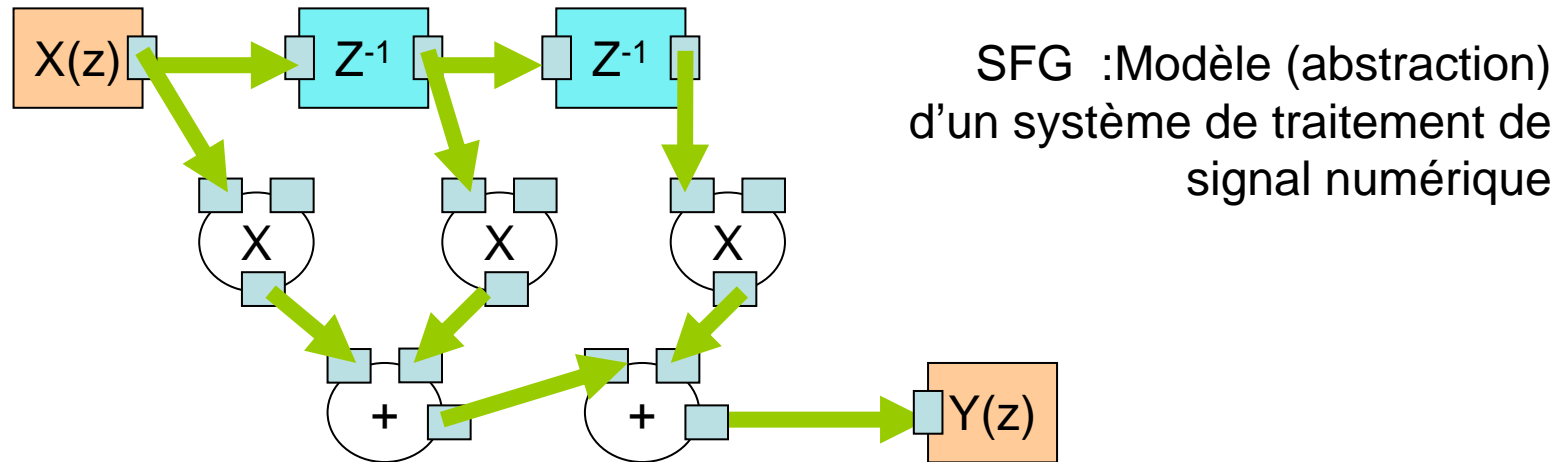 X(z)
Z-1
Z-1
SFG :Modèle (abstraction)
d'un système de traitement de
signal numérique
X
X
X
+
+
Y(z)